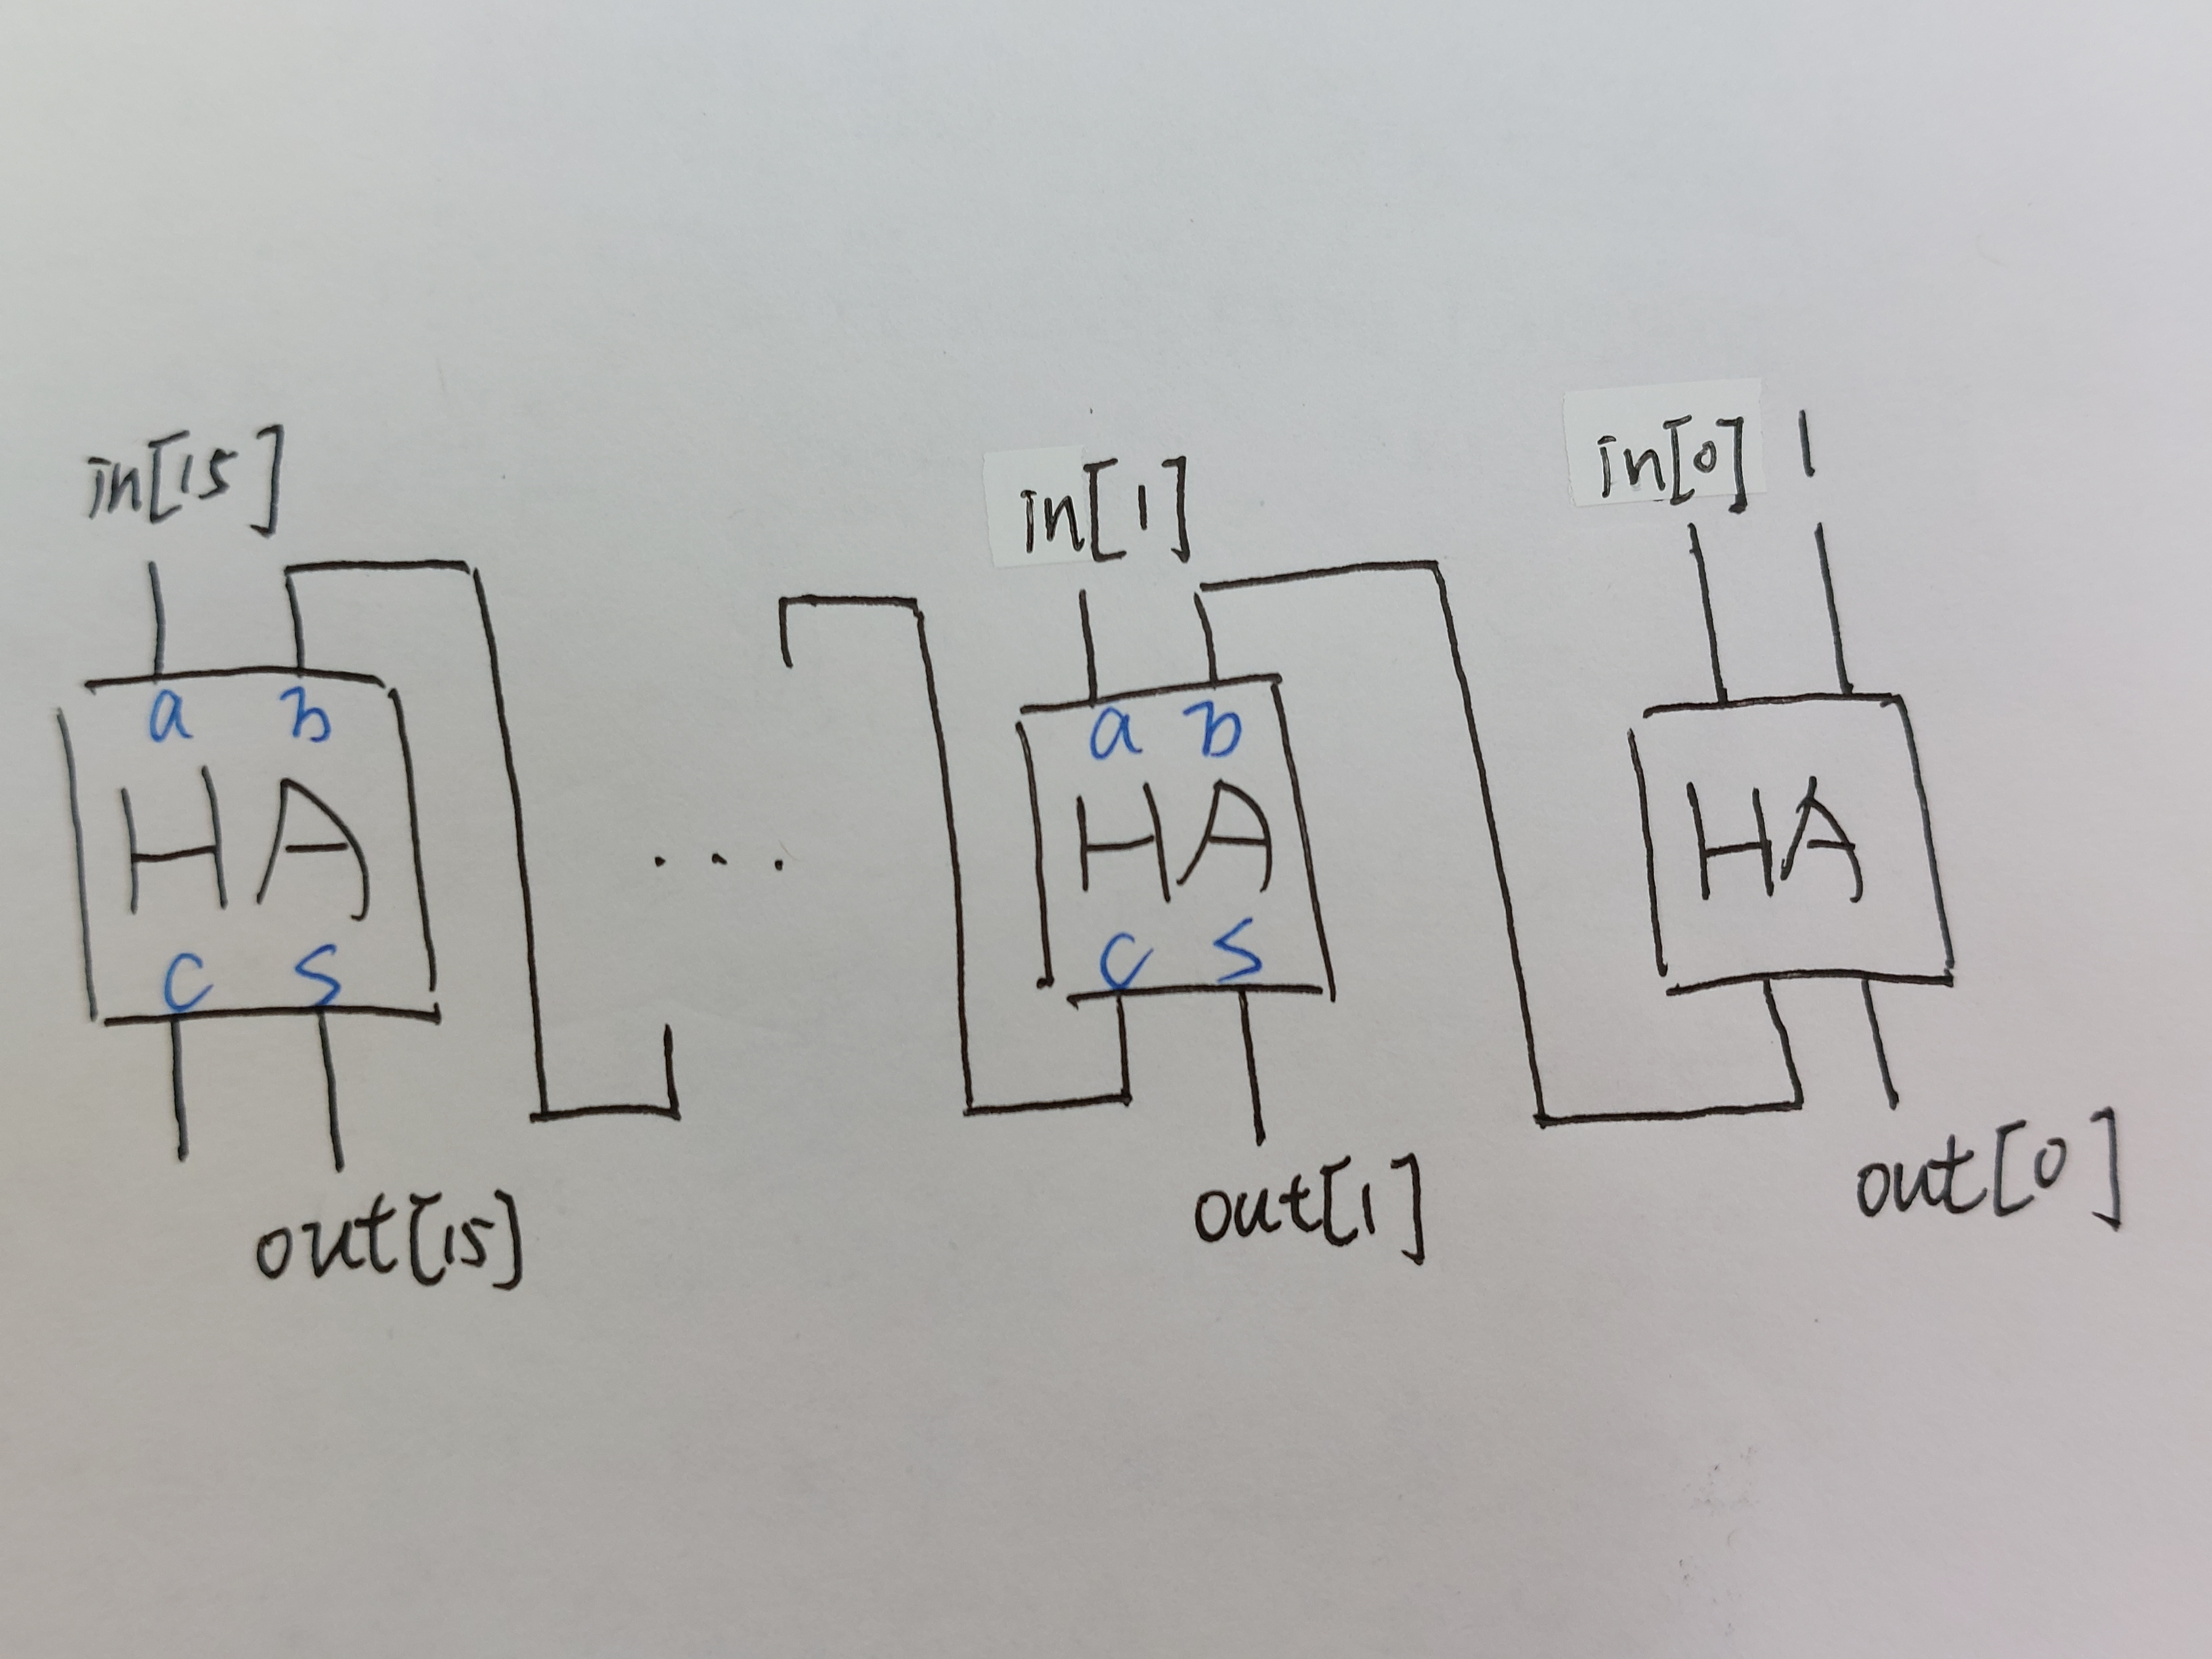 in[15] in[1] in[0] 1
a b a b
HA ... HA HA
c s c s
out[15] out[1] out[0]